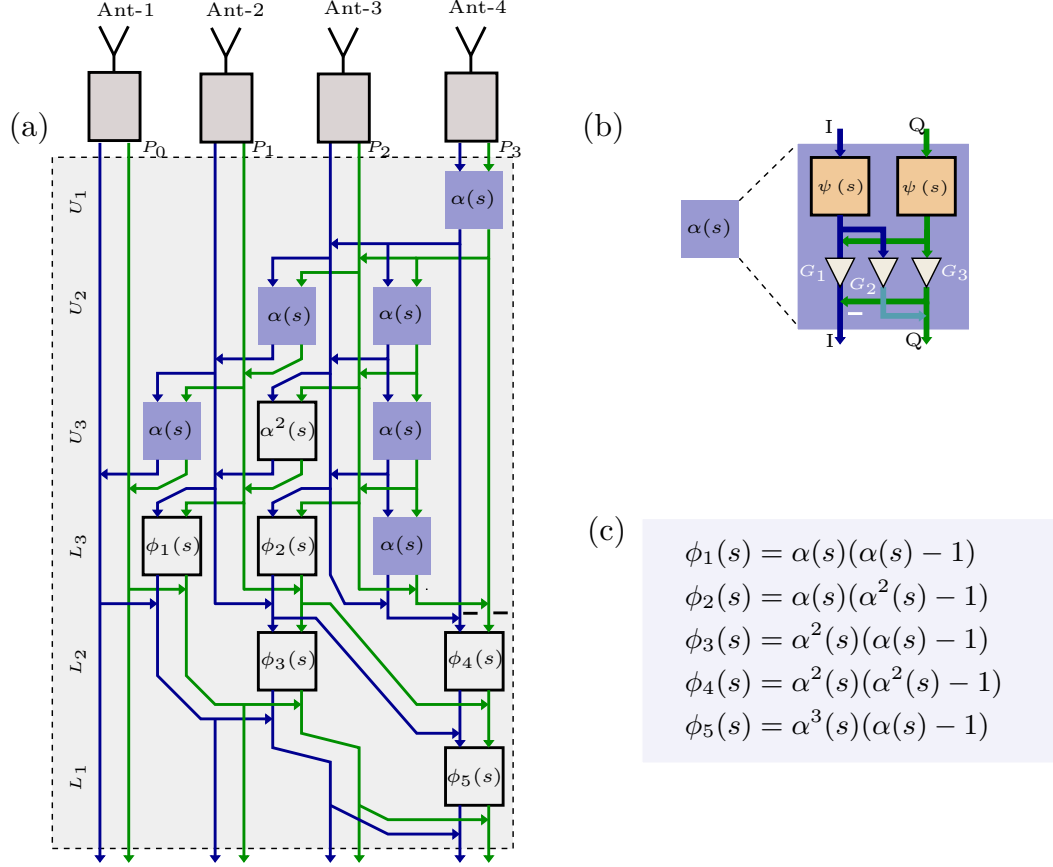 Ant-1 Ant-2 Ant-3 Ant-4
(a)
P₀ P₁ P₂ P₃
U₁
α(s)
U₂
α(s) α(s)
U₃
α(s) α²(s) α(s)
L₃
ϕ₁(s) ϕ₂(s) α(s)
L₂
ϕ₃(s) ϕ₄(s)
L₁
ϕ₅(s)
(b)
I Q
ψ(s) ψ(s)
α(s)
G₁ G₂ G₃
I Q
(c)
ϕ₁(s) = α(s)(α(s) − 1)
ϕ₂(s) = α(s)(α²(s) − 1)
ϕ₃(s) = α²(s)(α(s) − 1)
ϕ₄(s) = α²(s)(α²(s) − 1)
ϕ₅(s) = α³(s)(α(s) − 1)